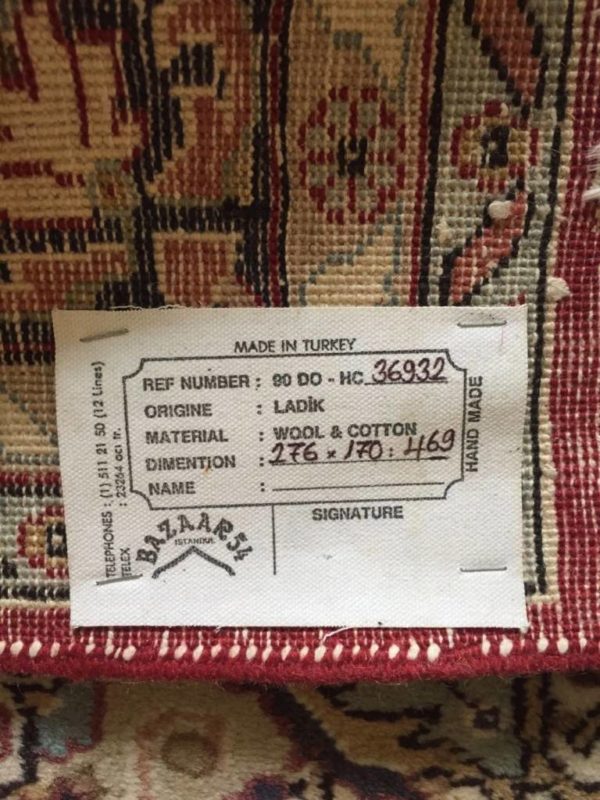 MADE IN TURKEY
REF NUMBER : 90 DO - HC 36932
ORIGINE : LADİK
MATERIAL : WOOL & COTTON
DIMENTION : 276 x 170 : 469
NAME :
HAND MADE
TELEPHONES : (1) 511 21 50 (12 Lines)
TELEX : 23264 oct tr.
BAZAAR 54
ISTANBUL
SIGNATURE